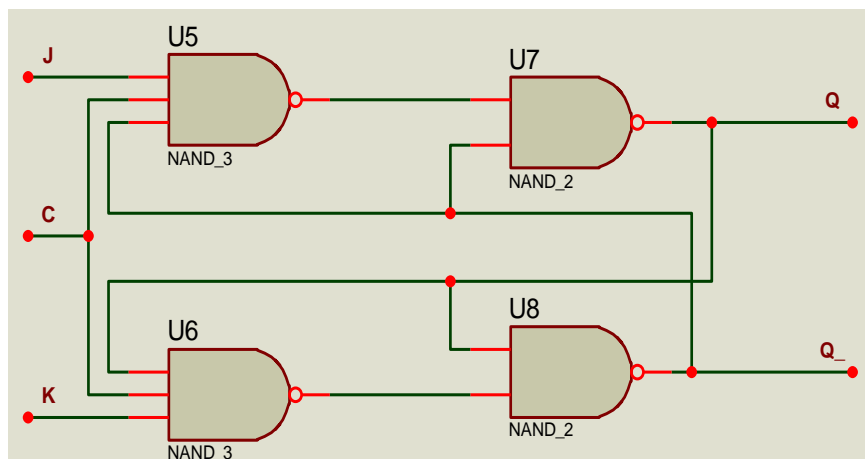 U5
J
U7
Q
NAND_3
NAND_2
C
U8
U6
Q_
K
NAND_2
NAND_3